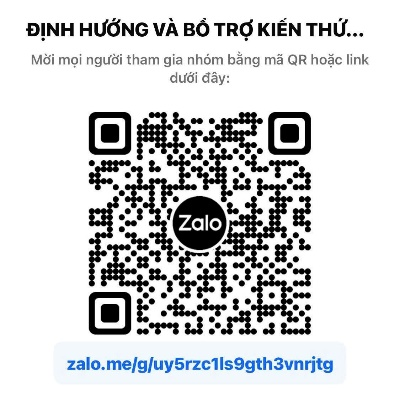 ĐỊNH HƯỚNG VÀ BỒ TRỢ KIẾN THỨ...
Mời mọi người tham gia nhóm bằng mã QR hoặc link
dưới đây:
Zalo
zalo.me/g/uy5rzc1ls9gth3vnrjtg